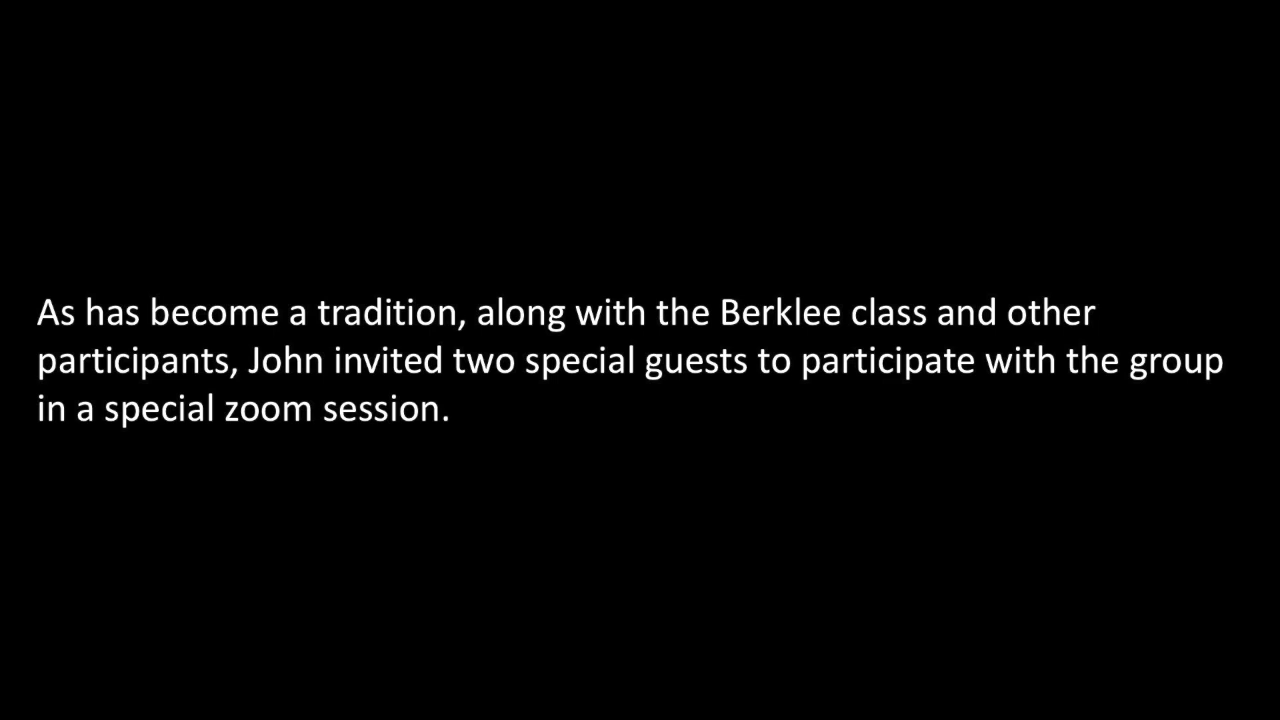 As has become a tradition, along with the Berklee class and other
participants, John invited two special guests to participate with the group
in a special zoom session.